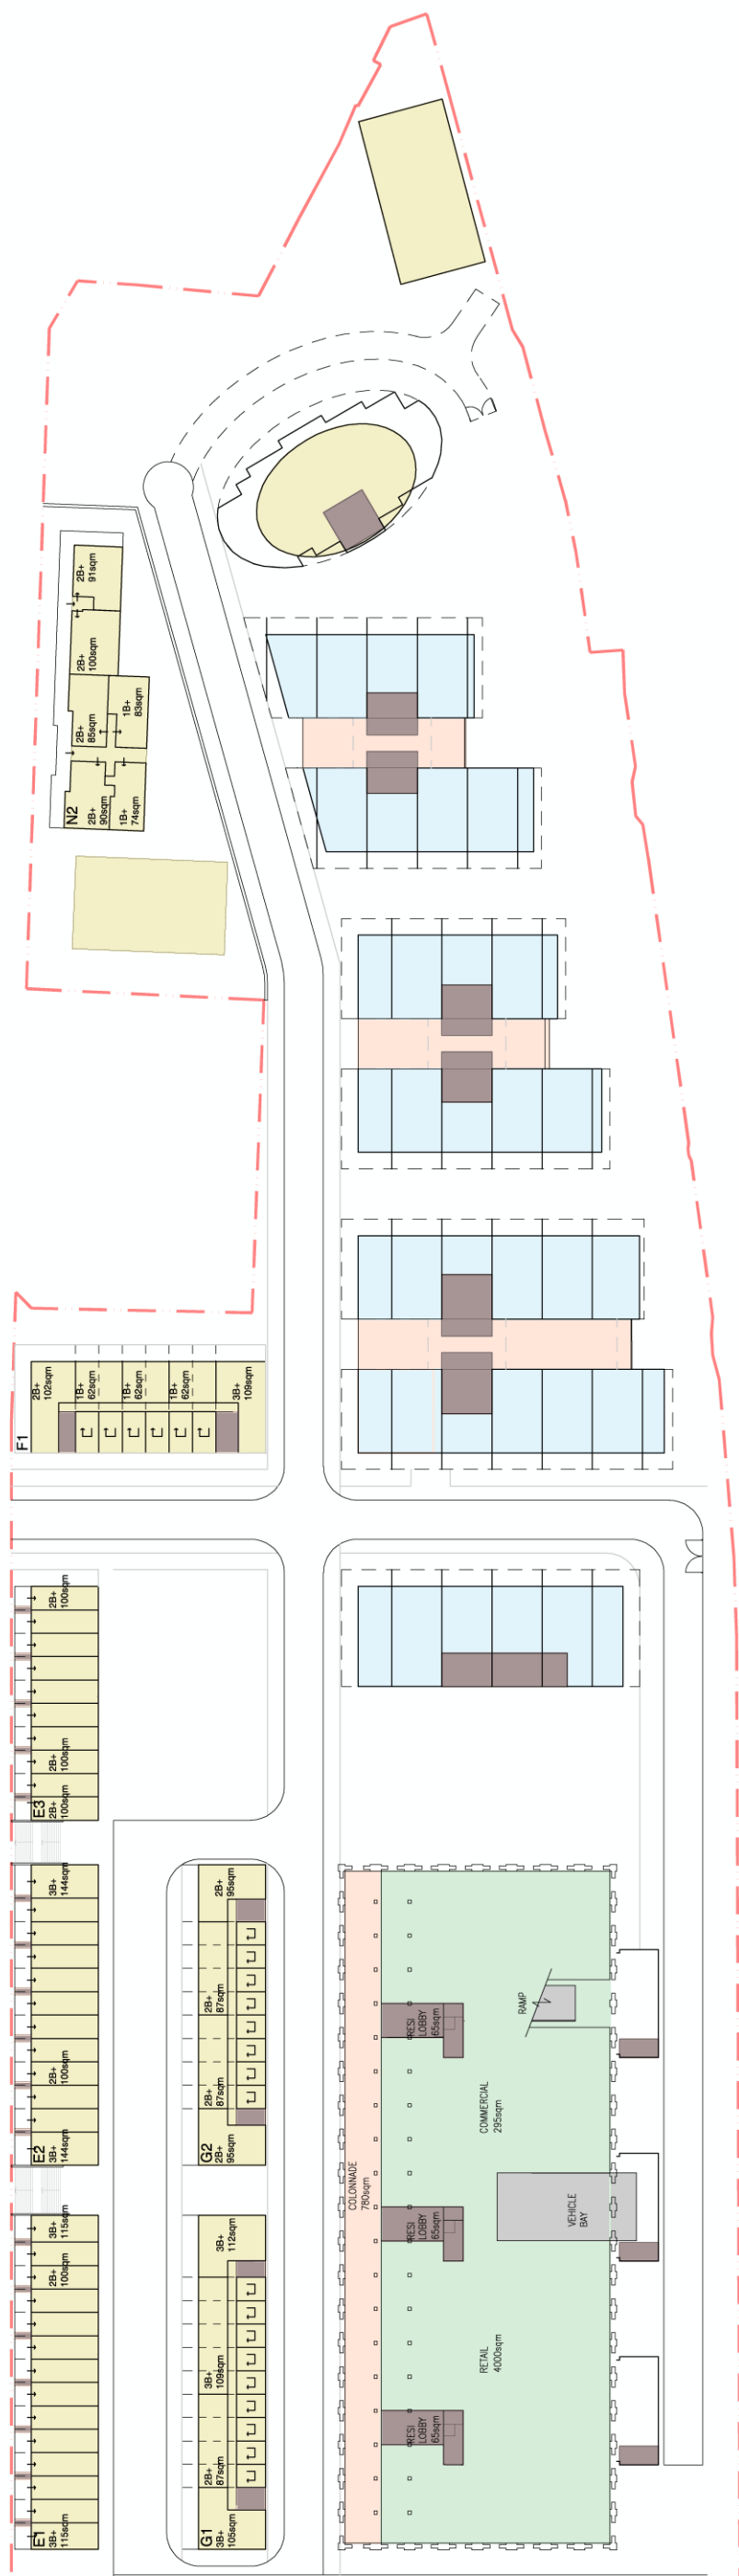 2B+
91sqm
2B+
100sqm
2B+
85sqm
1B+
83sqm
N2
2B+
90sqm
1B+
74sqm
F1
2B+
102sqm
1B+
62sqm
1B+
62sqm
1B+
62sqm
3B+
109sqm
2B+
100sqm
2B+
100sqm
E3
2B+
100sqm
3B+
144sqm
2B+
100sqm
E2
3B+
144sqm
2B+
95sqm
2B+
87sqm
2B+
87sqm
G2
2B+
95sqm
3B+
115sqm
2B+
100sqm
E1
3B+
115sqm
3B+
112sqm
3B+
109sqm
2B+
87sqm
G1
3B+
105sqm
COLONNADE
780sqm
RESI
LOBBY
65sqm
RAMP
COMMERCIAL
295sqm
RESI
LOBBY
65sqm
VEHICLE
BAY
RETAIL
4000sqm
RESI
LOBBY
65sqm